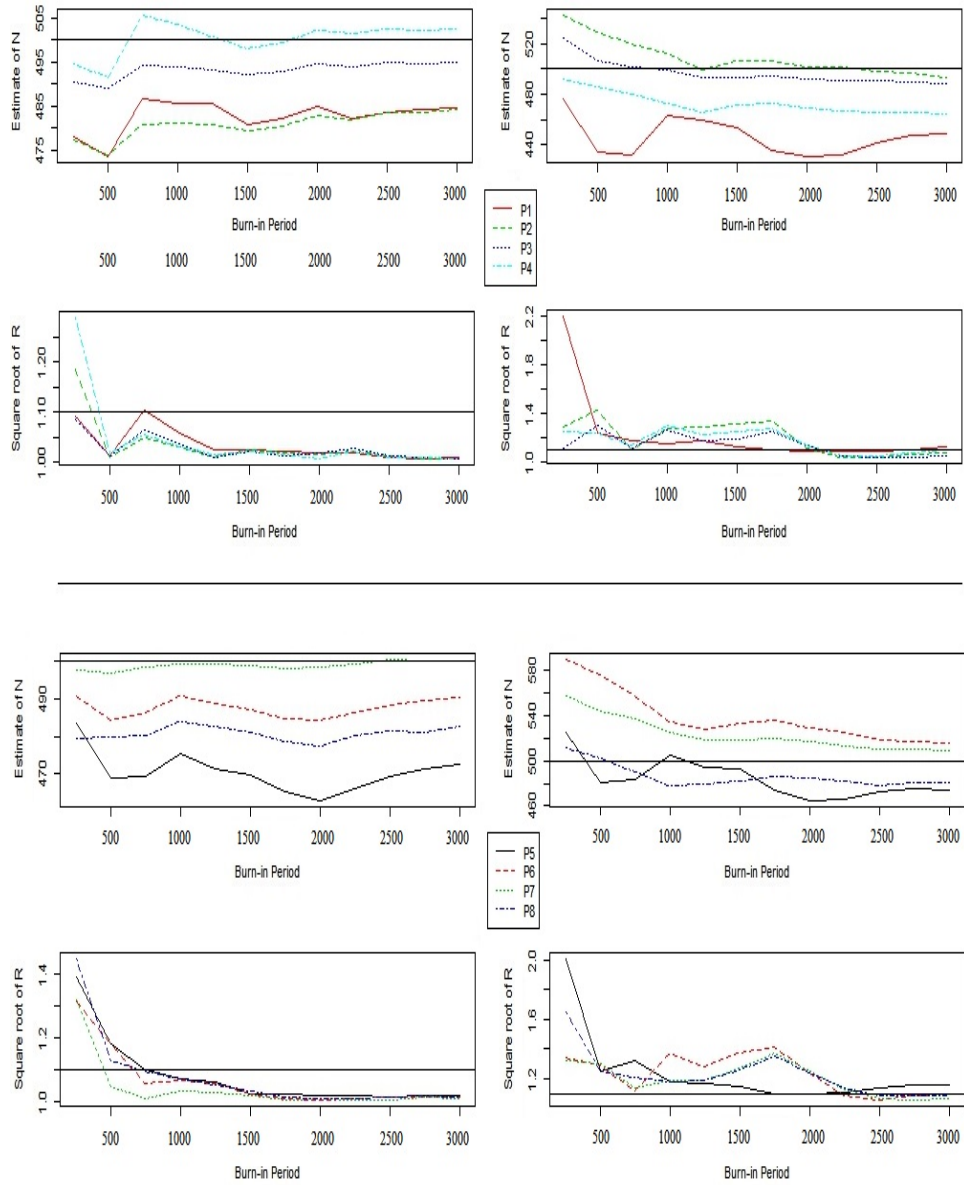 Estimate of N
475 485 495 505
500 1000 1500 2000 2500 3000
Burn-in Period
500 1000 1500 2000 2500 3000
Estimate of N
440 480 520
500 1000 1500 2000 2500 3000
Burn-in Period
P1
P2
P3
P4
Square root of R
1.00 1.10 1.20
500 1000 1500 2000 2500 3000
Burn-in Period
Square root of R
1.0 1.4 1.8 2.2
500 1000 1500 2000 2500 3000
Burn-in Period
Estimate of N
470 490
500 1000 1500 2000 2500 3000
Burn-in Period
Estimate of N
460 500 540 580
500 1000 1500 2000 2500 3000
Burn-in Period
P5
P6
P7
P8
Square root of R
1.0 1.2 1.4
500 1000 1500 2000 2500 3000
Burn-in Period
Square root of R
1.2 1.6 2.0
500 1000 1500 2000 2500 3000
Burn-in Period